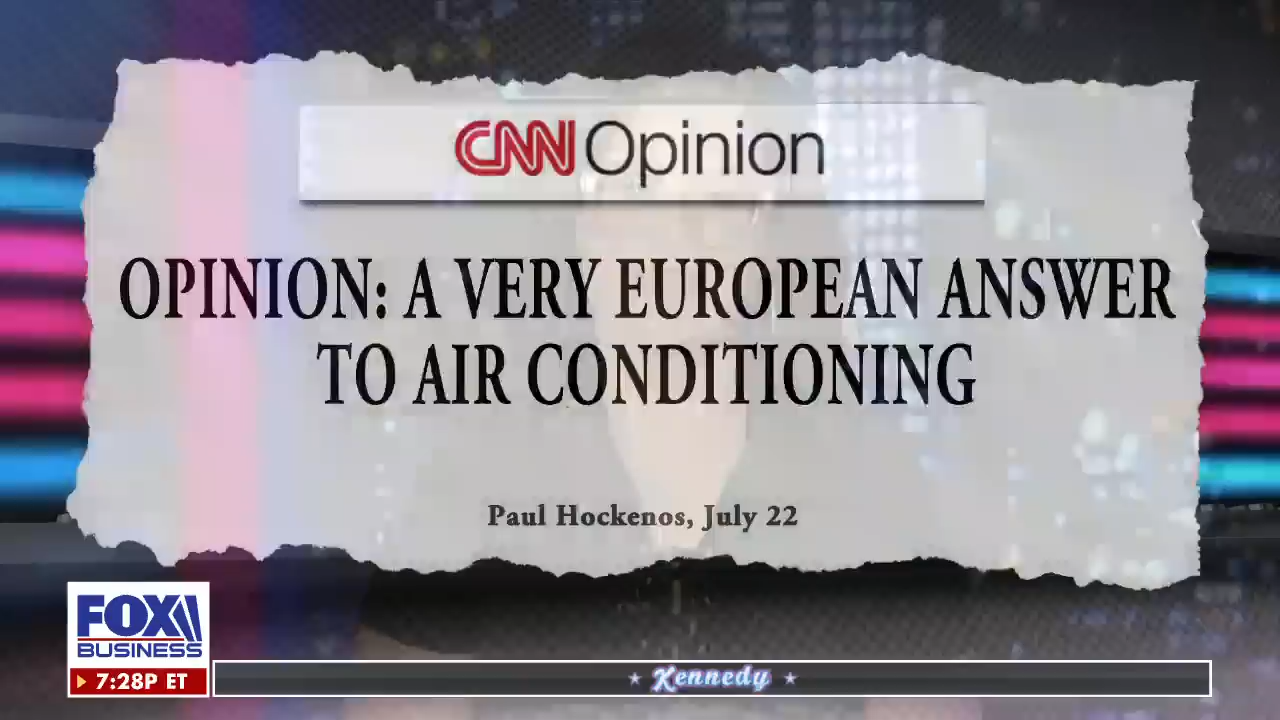 CNN Opinion
OPINION: A VERY EUROPEAN ANSWER
TO AIR CONDITIONING
Paul Hockenos, July 22
FOX
BUSINESS
7:28P ET
Kennedy